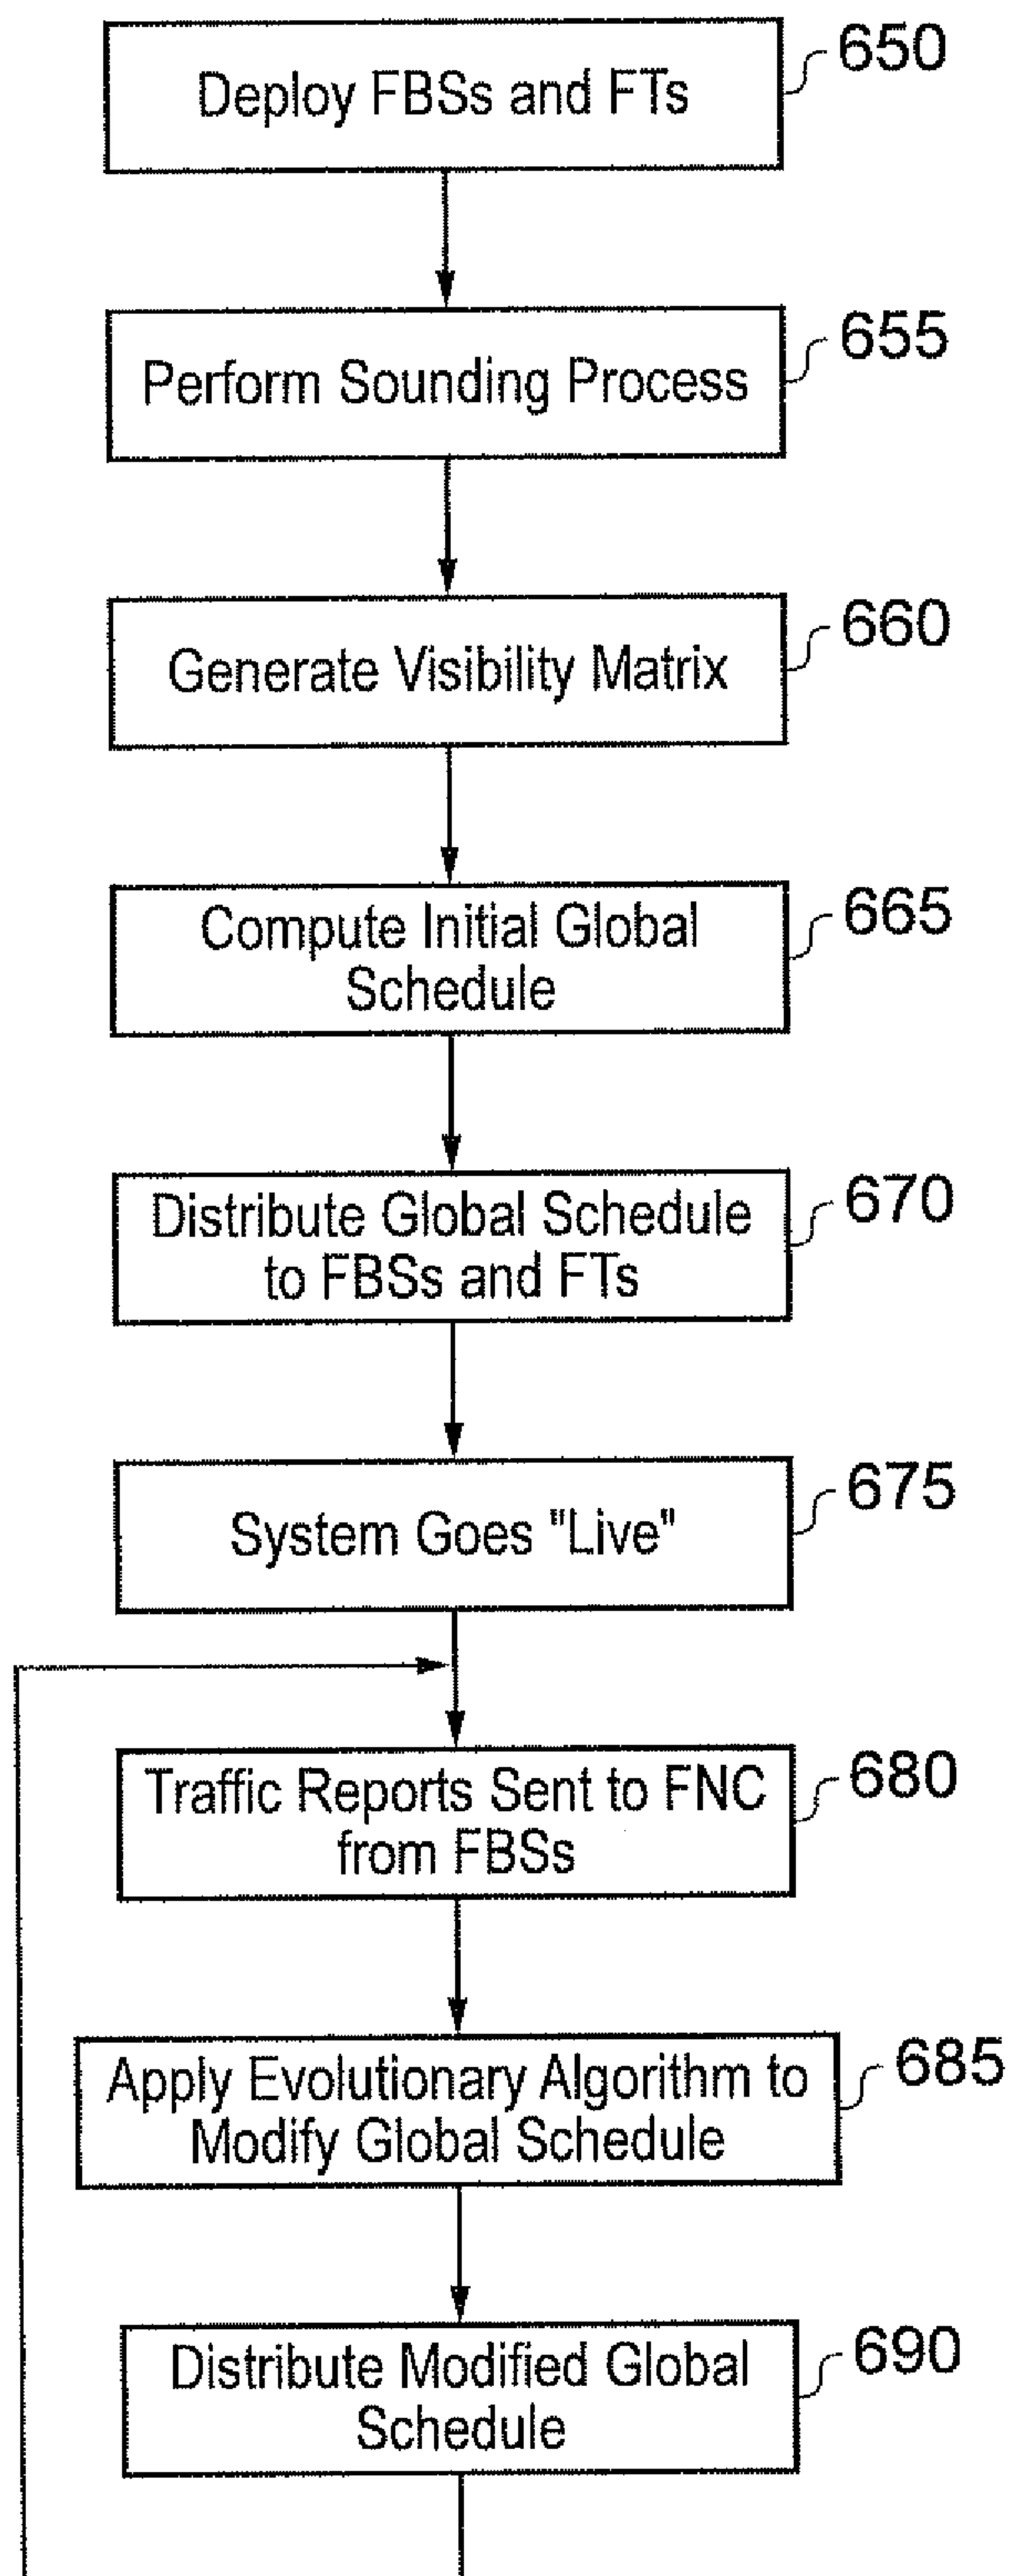 Deploy FBSs and FTs
650
Perform Sounding Process
655
Generate Visibility Matrix
660
Compute Initial Global
Schedule
665
Distribute Global Schedule
to FBSs and FTs
670
System Goes "Live"
675
Traffic Reports Sent to FNC
from FBSs
680
Apply Evolutionary Algorithm to
Modify Global Schedule
685
Distribute Modified Global
Schedule
690